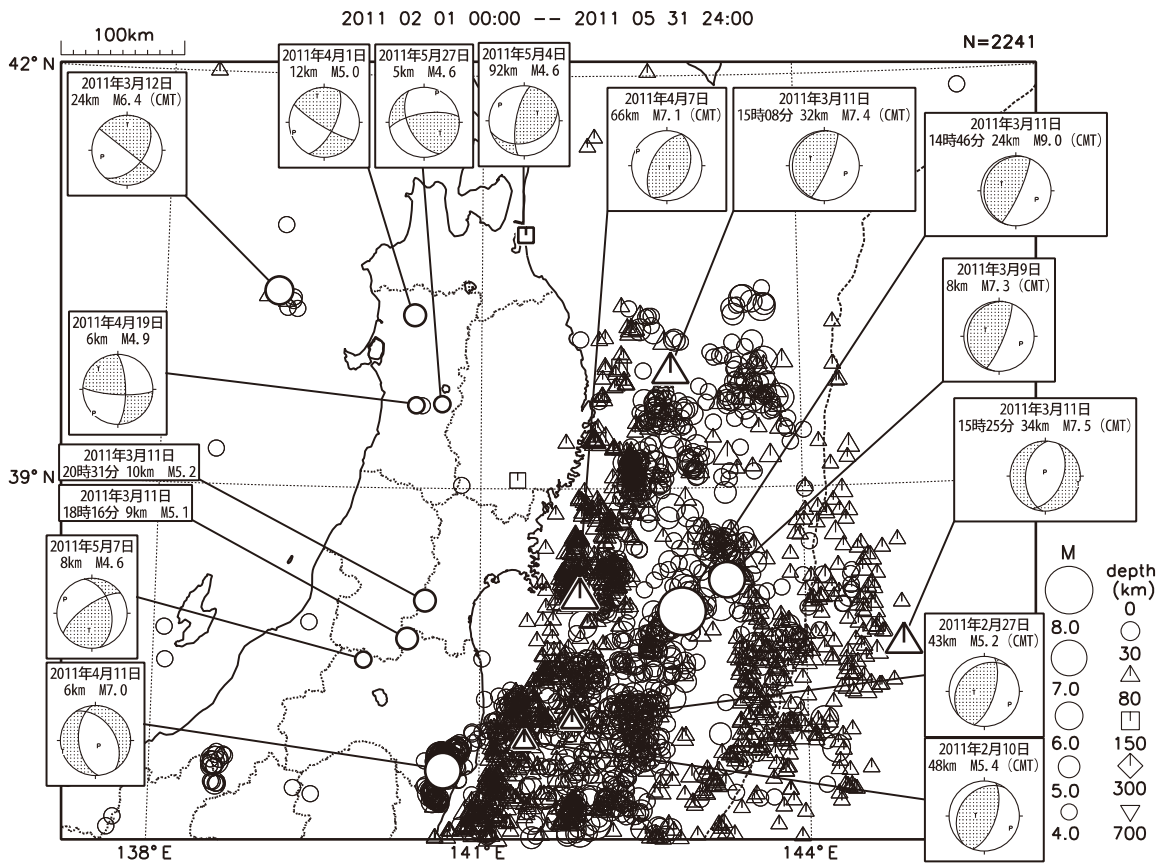 2011 02 01 00:00 -- 2011 05 31 24:00
100km
N=2241
42°N
2011年3月12日
24km M6.4 (CMT)
2011年4月1日
12km M5.0
2011年5月27日
5km M4.6
2011年5月4日
92km M4.6
2011年4月7日
66km M7.1 (CMT)
2011年3月11日
15時08分 32km M7.4 (CMT)
2011年3月11日
14時46分 24km M9.0 (CMT)
2011年3月9日
8km M7.3 (CMT)
2011年4月19日
6km M4.9
2011年3月11日
15時25分 34km M7.5 (CMT)
2011年3月11日
20時31分 10km M5.2
39°N
2011年3月11日
18時16分 9km M5.1
2011年5月7日
8km M4.6
2011年4月11日
6km M7.0
2011年2月27日
43km M5.2 (CMT)
2011年2月10日
48km M5.4 (CMT)
M
8.0
7.0
6.0
5.0
4.0
depth
(km)
0
30
80
150
300
700
138°E
141°E
144°E
T
P
T
P
T
P
T
P
T
P
T
P
T
P
T
P
T
P
P
P
T
P
T
P
T
P
T